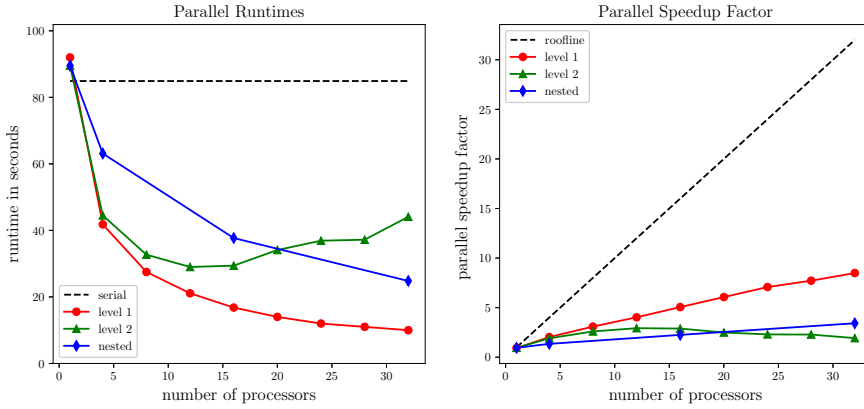 Parallel Runtimes
100
80
60
40
20
0
runtime in seconds
serial
level 1
level 2
nested
0 5 10 15 20 25 30
number of processors
Parallel Speedup Factor
30
25
20
15
10
5
0
parallel speedup factor
roofline
level 1
level 2
nested
0 5 10 15 20 25 30
number of processors